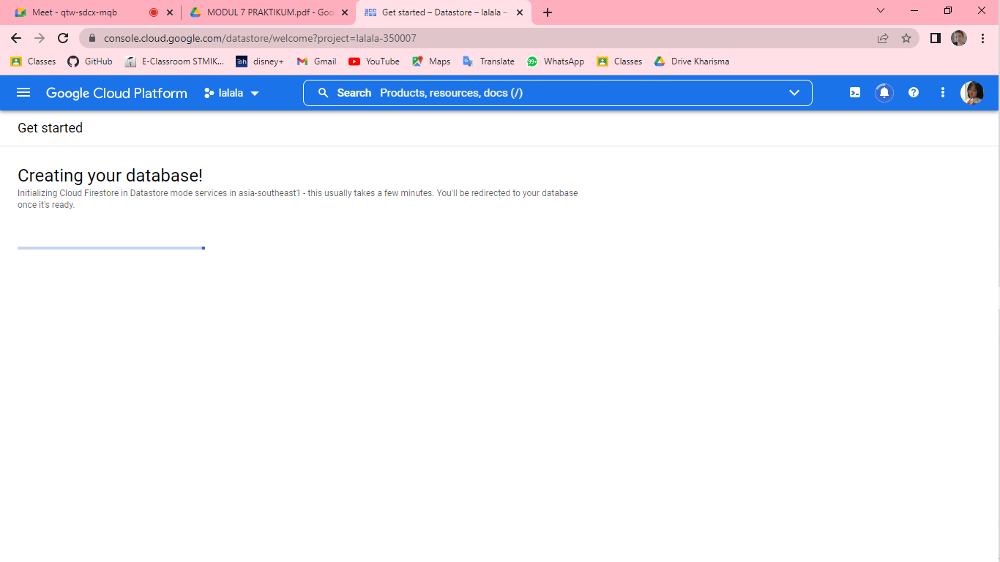 Meet - qtw-sdcx-mqb
MODUL 7 PRAKTIKUM.pdf - Goo
Get started – Datastore – lalala –
console.cloud.google.com/datastore/welcome?project=lalala-350007
Classes GitHub E-Classroom STMIK... disney+ Gmail YouTube Maps Translate 99+ WhatsApp Classes Drive Kharisma
Google Cloud Platform lalala Search Products, resources, docs (/)
Get started
Creating your database!
Initializing Cloud Firestore in Datastore mode services in asia-southeast1 - this usually takes a few minutes. You'll be redirected to your database
once it's ready.